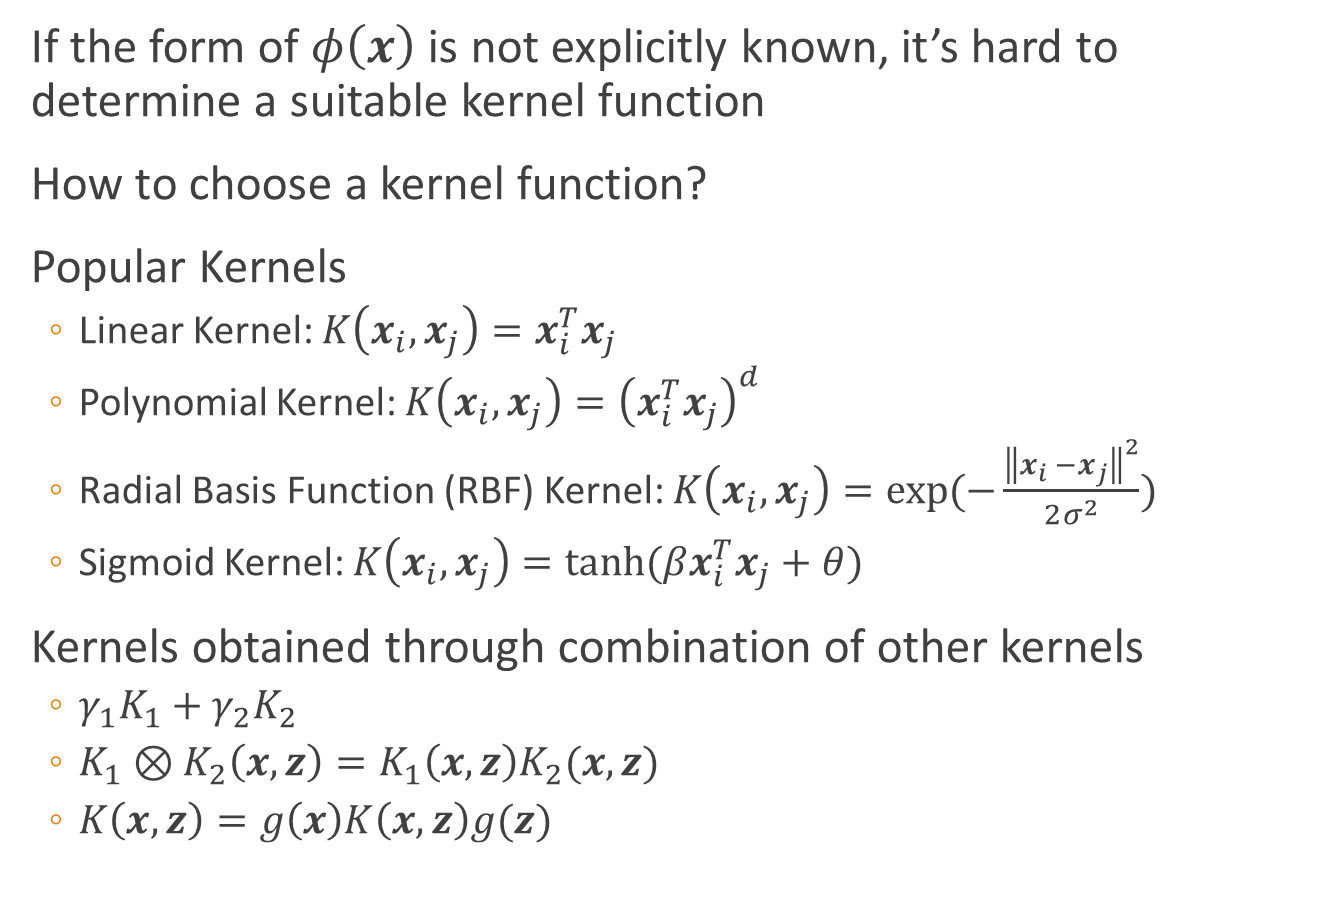 If the form of ϕ(𝒙) is not explicitly known, it’s hard to
determine a suitable kernel function
How to choose a kernel function?
Popular Kernels
◦ Linear Kernel: K(𝒙ᵢ, 𝒙ⱼ) = 𝒙ᵢᵀ𝒙ⱼ
◦ Polynomial Kernel: K(𝒙ᵢ, 𝒙ⱼ) = (𝒙ᵢᵀ𝒙ⱼ)ᵈ
◦ Radial Basis Function (RBF) Kernel: K(𝒙ᵢ, 𝒙ⱼ) = exp(−‖𝒙ᵢ −𝒙ⱼ‖²/2σ²)
◦ Sigmoid Kernel: K(𝒙ᵢ, 𝒙ⱼ) = tanh(β𝒙ᵢᵀ𝒙ⱼ + θ)
Kernels obtained through combination of other kernels
◦ γ₁K₁ + γ₂K₂
◦ K₁ ⊗ K₂(𝒙, 𝒛) = K₁(𝒙, 𝒛)K₂(𝒙, 𝒛)
◦ K(𝒙, 𝒛) = g(𝒙)K(𝒙, 𝒛)g(𝒛)